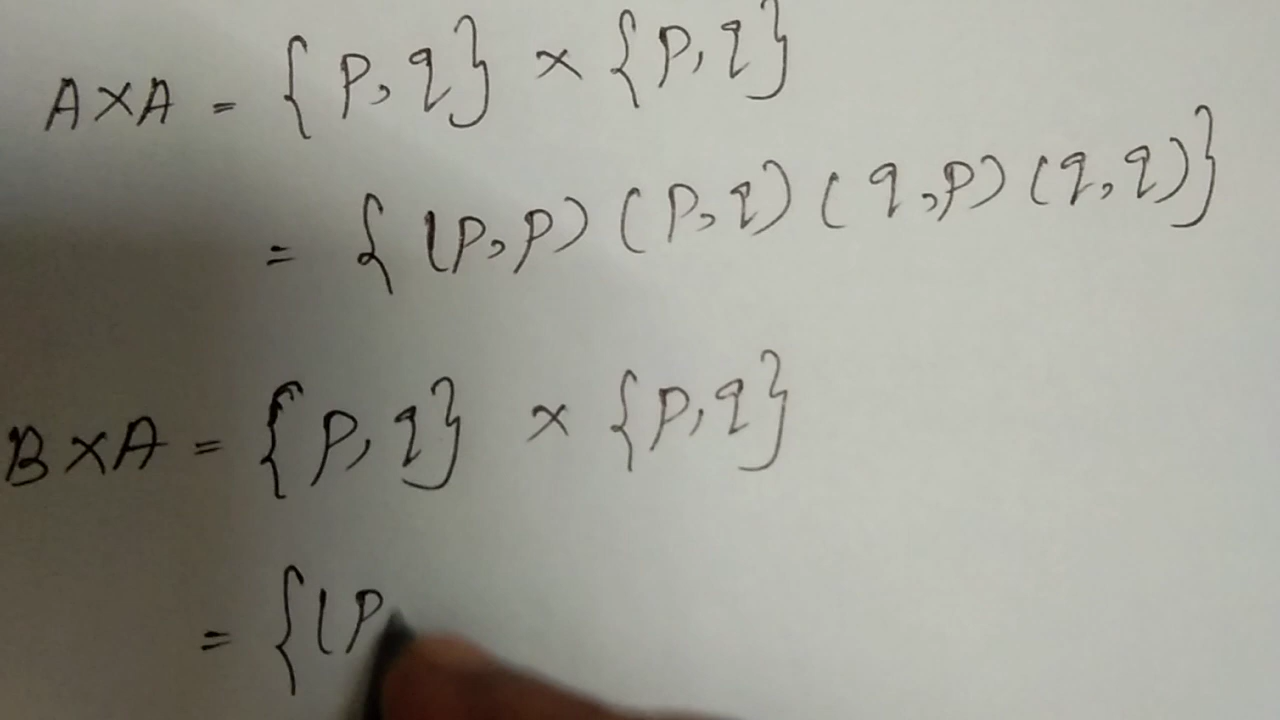 A×A = {p, q} × {p, q}
= {(p, p) (p, q) (q, p) (q, q)}
B×A = {p, q} × {p, q}
= {(p